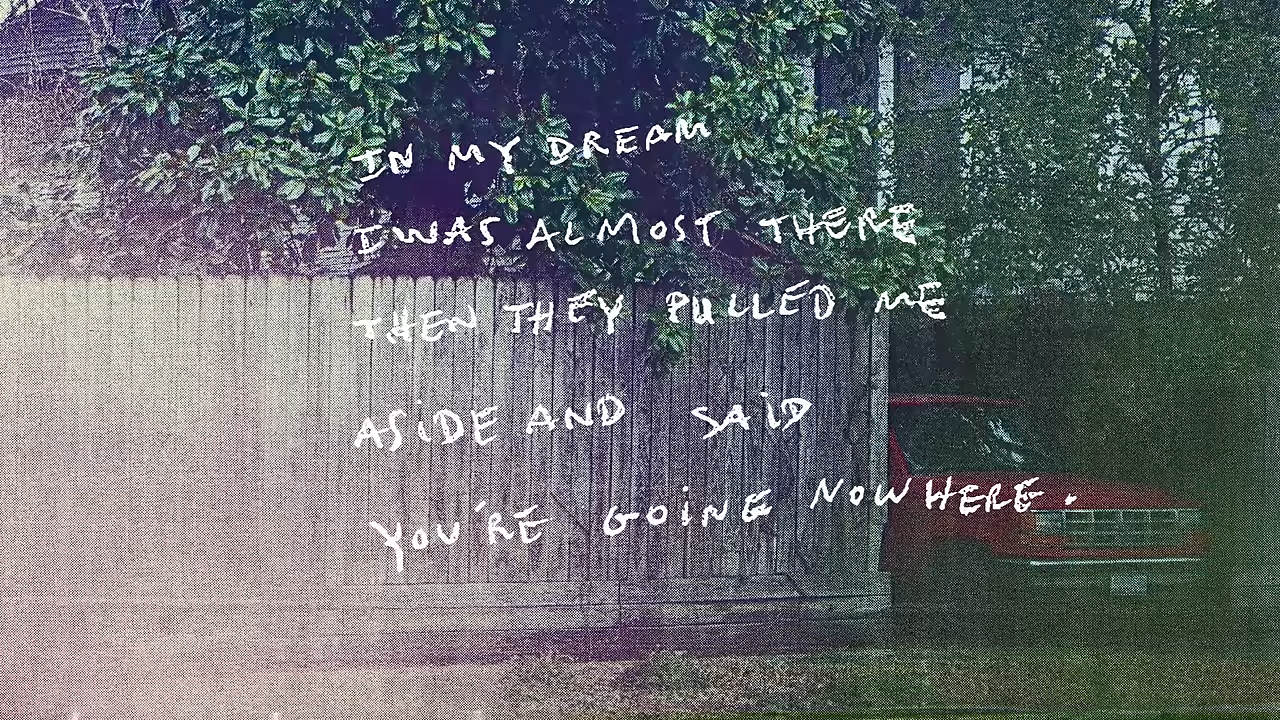 IN MY DREAM
I WAS ALMOST THERE
THEN THEY PULLED ME
ASIDE AND SAID
YOU'RE GOING NOWHERE.